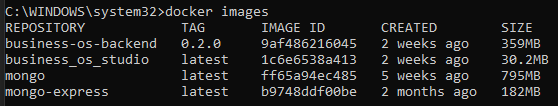 C:\WINDOWS\system32>docker images
REPOSITORY TAG IMAGE ID CREATED SIZE
business-os-backend 0.2.0 9af486216045 2 weeks ago 359MB
business_os_studio latest 1c6e6538a413 2 weeks ago 30.2MB
mongo latest ff65a94ec485 5 weeks ago 795MB
mongo-express latest b9748ddf00be 2 months ago 182MB